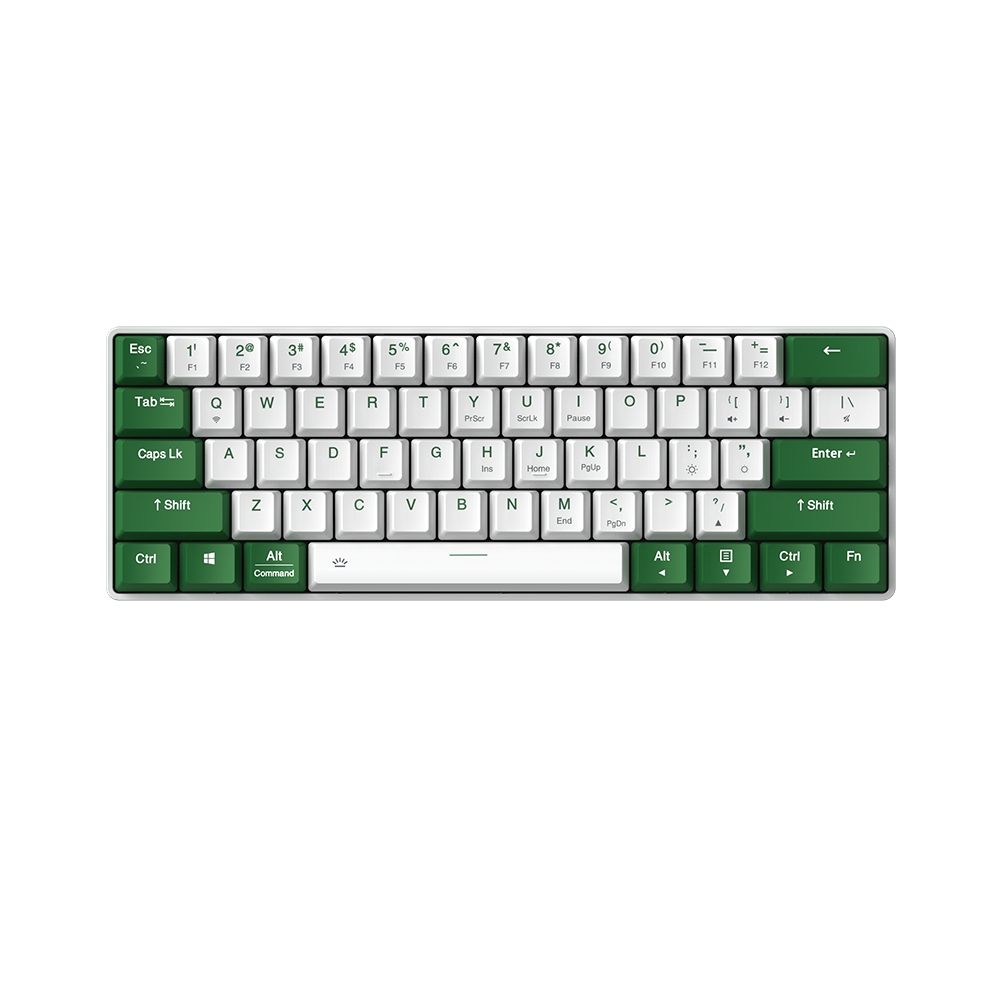 Esc 1! 2@ 3# 4$ 5% 6^ 7& 8* 9( 0) _— += ←
`~ F1 F2 F3 F4 F5 F6 F7 F8 F9 F10 F11 F12
Tab Q W E R T Y U I O P {[ }] |\
PrScr ScrLk Pause
Caps Lk A S D F G H J K L :; ”, Enter ↵
Ins Home PgUp
↑ Shift Z X C V B N M <, > ?/ ↑ Shift
End PgDn ▲
Ctrl Alt Alt Ctrl Fn
Command ◄ ▼ ►